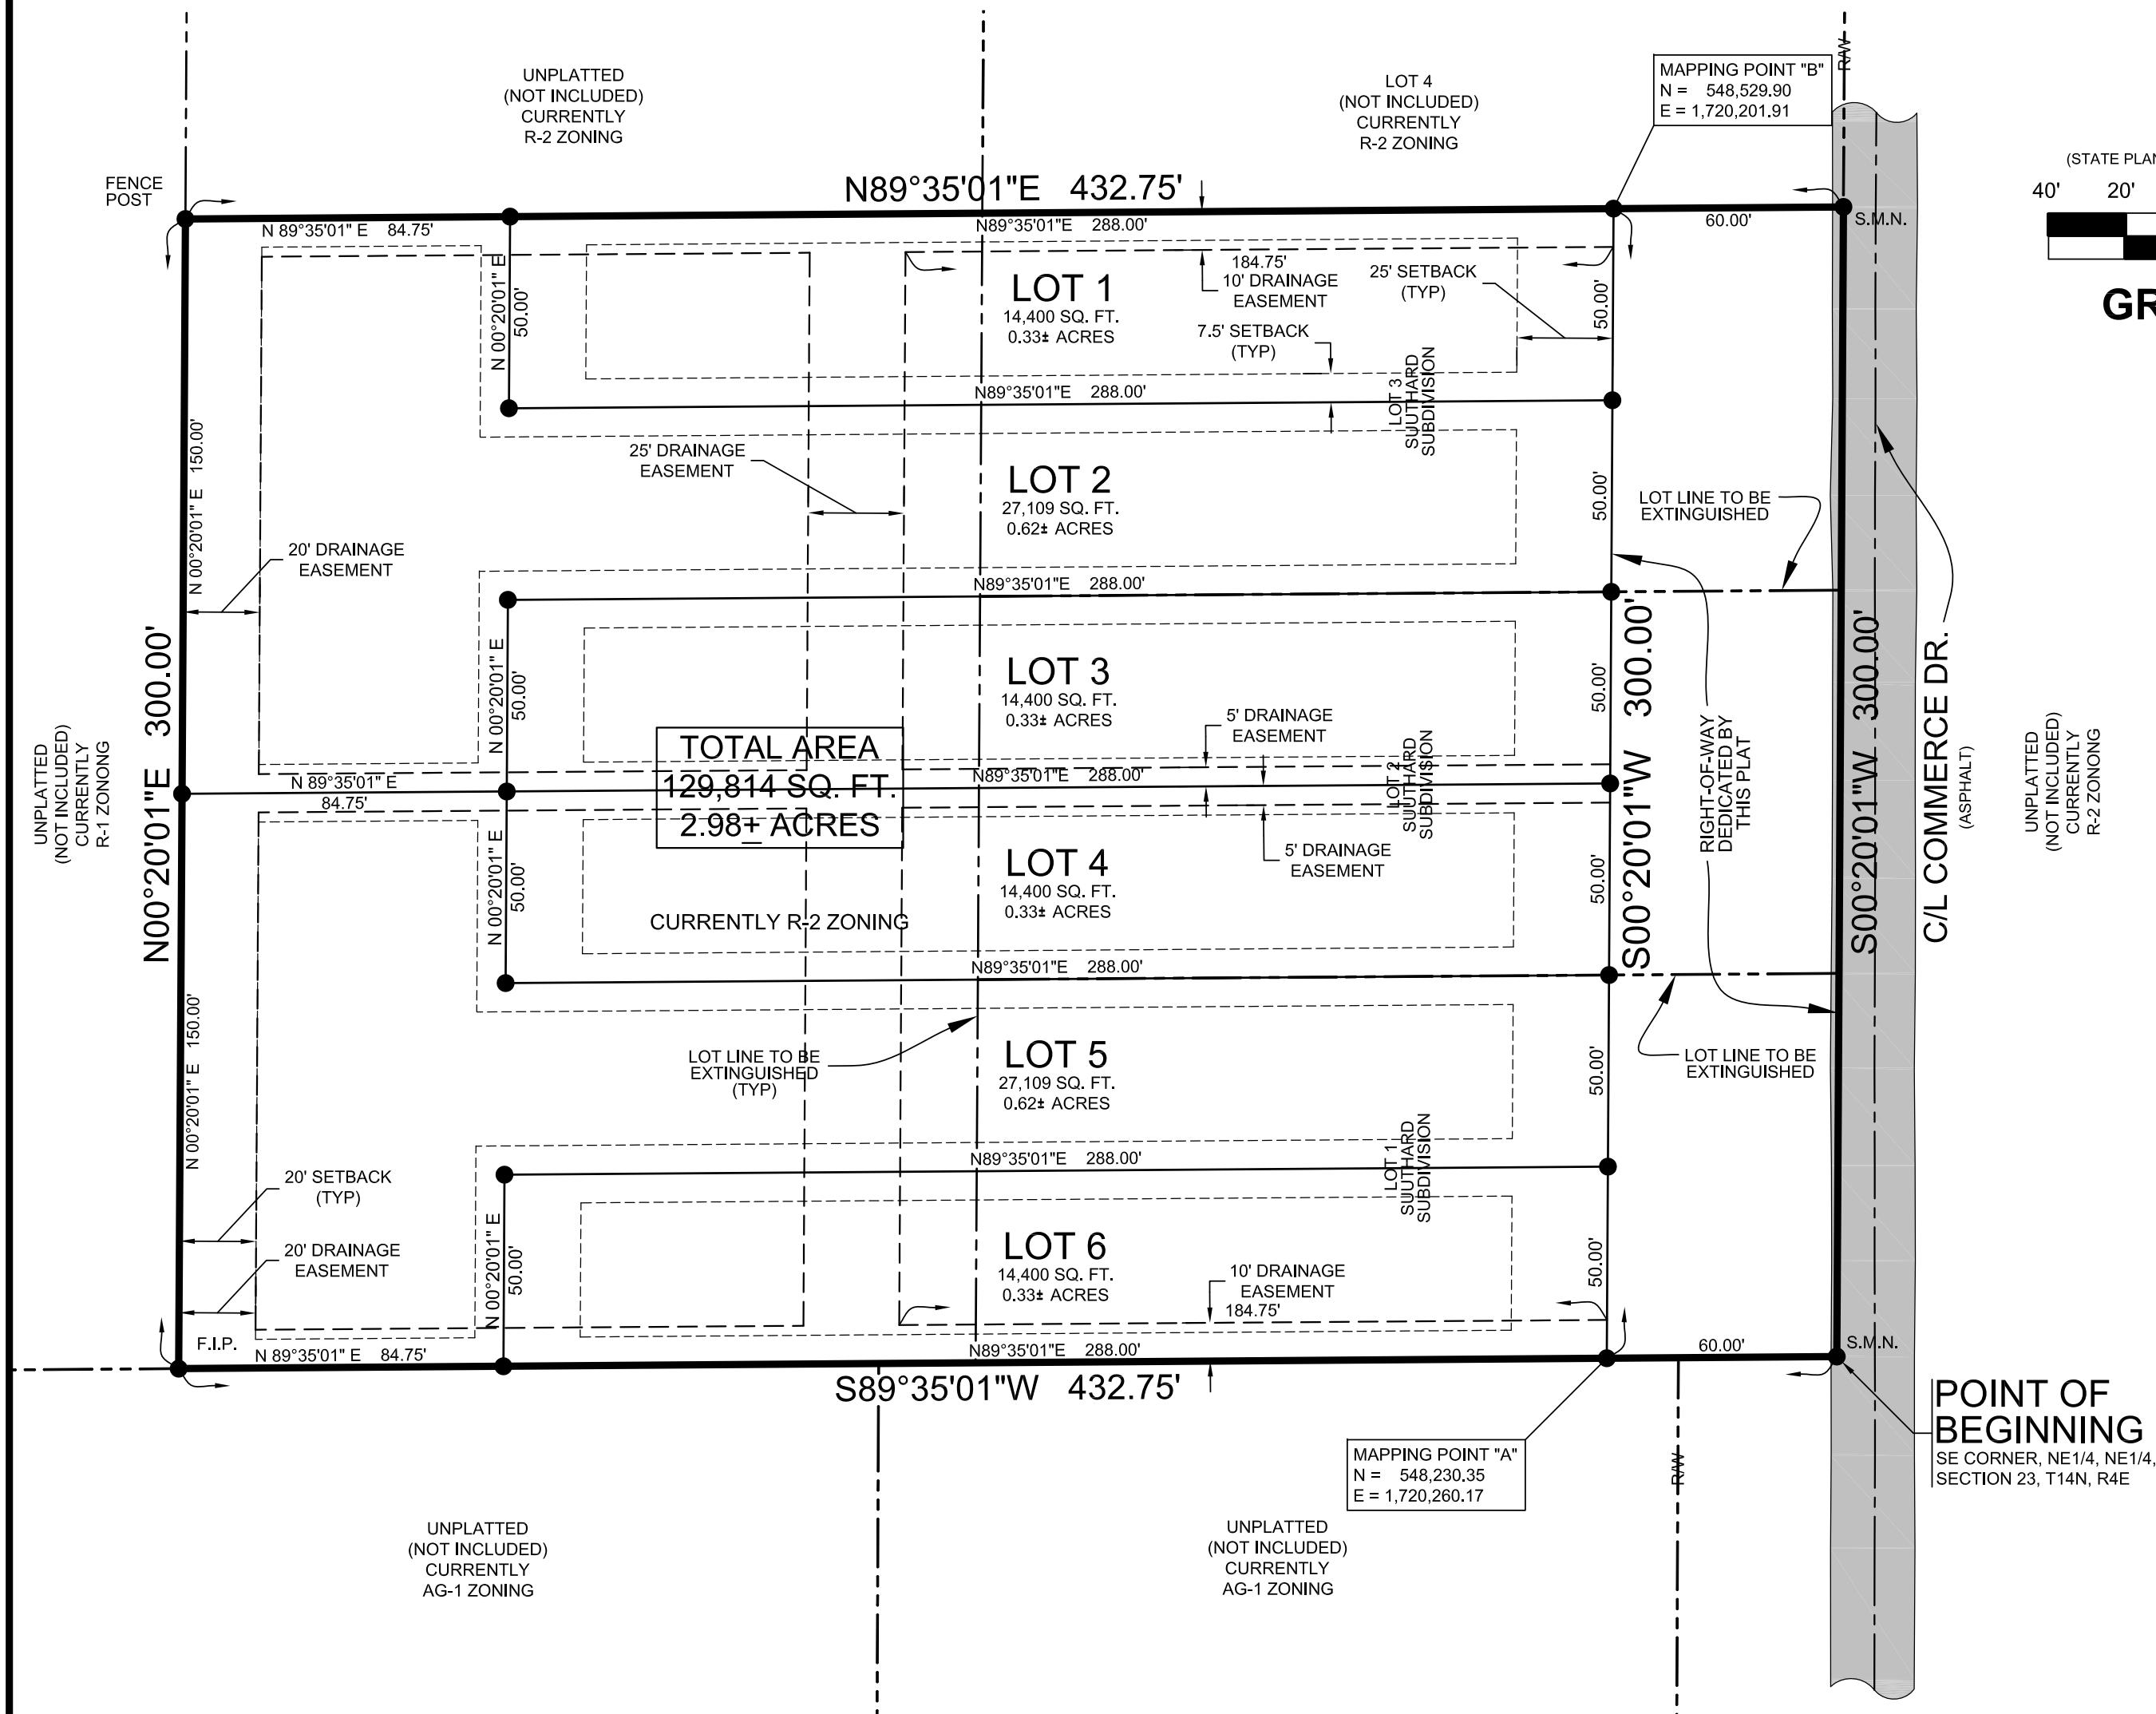 UNPLATTED
(NOT INCLUDED)
CURRENTLY
R-2 ZONING
LOT 4
(NOT INCLUDED)
CURRENTLY
R-2 ZONING
MAPPING POINT "B"
N = 548,529.90
E = 1,720,201.91
R/W
(STATE PLAN
40' 20'
GR
FENCE
POST
N89°35'01"E 432.75'
N 89°35'01" E 84.75'
N89°35'01"E 288.00'
60.00'
S.M.N.
N 00°20'01" E
50.00'
LOT 1
14,400 SQ. FT.
0.33± ACRES
184.75'
10' DRAINAGE
EASEMENT
25' SETBACK
(TYP)
7.5' SETBACK
(TYP)
50.00'
N89°35'01"E 288.00'
LOT 3
SUUTHARD
SUBDIVISION
N 00°20'01" E 150.00'
25' DRAINAGE
EASEMENT
LOT 2
27,109 SQ. FT.
0.62± ACRES
50.00'
LOT LINE TO BE
EXTINGUISHED
20' DRAINAGE
EASEMENT
N89°35'01"E 288.00'
N00°20'01"E 300.00'
N 00°20'01" E
50.00'
LOT 3
14,400 SQ. FT.
0.33± ACRES
50.00'
S00°20'01"W 300.00'
RIGHT-OF-WAY
DEDICATED BY
THIS PLAT
S00°20'01"W 300.00'
C/L COMMERCE DR.
(ASPHALT)
UNPLATTED
(NOT INCLUDED)
CURRENTLY
R-1 ZONONG
UNPLATTED
(NOT INCLUDED)
CURRENTLY
R-2 ZONONG
TOTAL AREA
129,814 SQ. FT.
2.98+ ACRES
5' DRAINAGE
EASEMENT
N 89°35'01" E
84.75'
N89°35'01"E 288.00'
LOT 2
SUUTHARD
SUBDIVISION
N 00°20'01" E
50.00'
LOT 4
14,400 SQ. FT.
0.33± ACRES
5' DRAINAGE
EASEMENT
50.00'
CURRENTLY R-2 ZONING
N89°35'01"E 288.00'
N 00°20'01" E 150.00'
LOT LINE TO BE
EXTINGUISHED
(TYP)
LOT 5
27,109 SQ. FT.
0.62± ACRES
50.00'
LOT LINE TO BE
EXTINGUISHED
N89°35'01"E 288.00'
LOT 1
SUUTHARD
SUBDIVISION
20' SETBACK
(TYP)
20' DRAINAGE
EASEMENT
N 00°20'01" E
50.00'
LOT 6
14,400 SQ. FT.
0.33± ACRES
10' DRAINAGE
EASEMENT
184.75'
50.00'
F.I.P.
N 89°35'01" E 84.75'
N89°35'01"E 288.00'
60.00'
S.M.N.
S89°35'01"W 432.75'
POINT OF
BEGINNING
SE CORNER, NE1/4, NE1/4,
SECTION 23, T14N, R4E
MAPPING POINT "A"
N = 548,230.35
E = 1,720,260.17
R/W
UNPLATTED
(NOT INCLUDED)
CURRENTLY
AG-1 ZONING
UNPLATTED
(NOT INCLUDED)
CURRENTLY
AG-1 ZONING